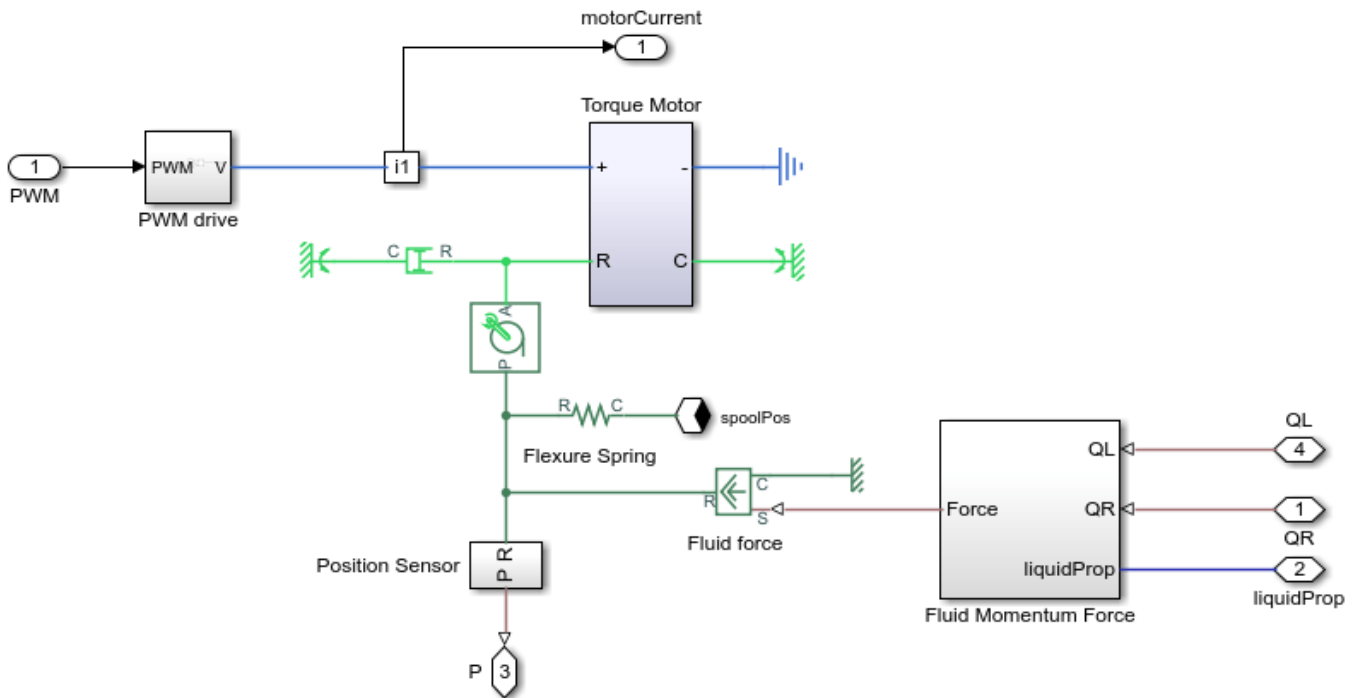 motorCurrent
1
Torque Motor
1
PWM
PWM V
PWM drive
i1
+ -
C R
R C
A
P
R C
spoolPos
Flexure Spring
QL
QL
4
R C
S
Force
QR
1
QR
Fluid force
Position Sensor
P R
liquidProp
2
liquidProp
Fluid Momentum Force
P
3